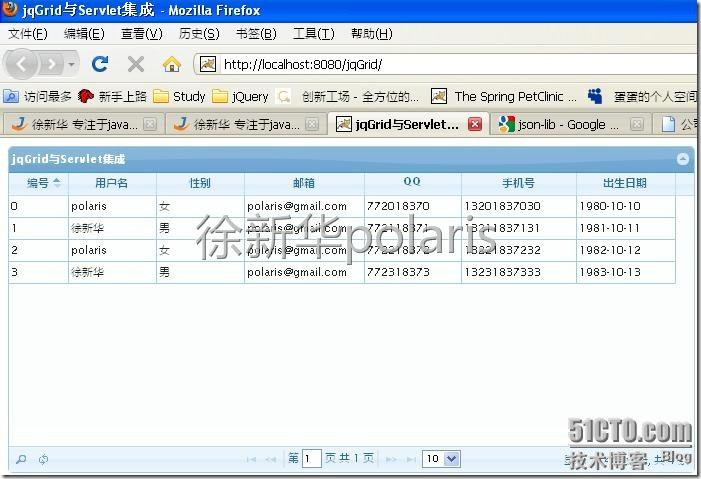 jqGrid与Servlet集成 - Mozilla Firefox
文件(F) 编辑(E) 查看(V) 历史(S) 书签(B) 工具(T) 帮助(H)
http://localhost:8080/jqGrid/
访问最多 新手上路 Study jQuery 创新工场 - 全方位的... The Spring PetClinic ... 蛋蛋的个人空间
徐新华 专注于java... 徐新华 专注于java... jqGrid与Servlet... json-lib - Google ... 公
jqGrid与Servlet集成
编号 用户名 性别 邮箱 QQ 手机号 出生日期
0 polaris 女 polaris@gmail.com 772018370 13201837030 1980-10-10
1 徐新华 男 polaris@gmail.com 772118371 13211837131 1981-10-11
2 polaris 女 polaris@gmail.com 772218372 13221837232 1982-10-12
3 徐新华 男 polaris@gmail.com 772318373 13231837333 1983-10-13
徐新华polaris
第 1 页 共 1 页 10
51CTO.com
技术博客 Blog